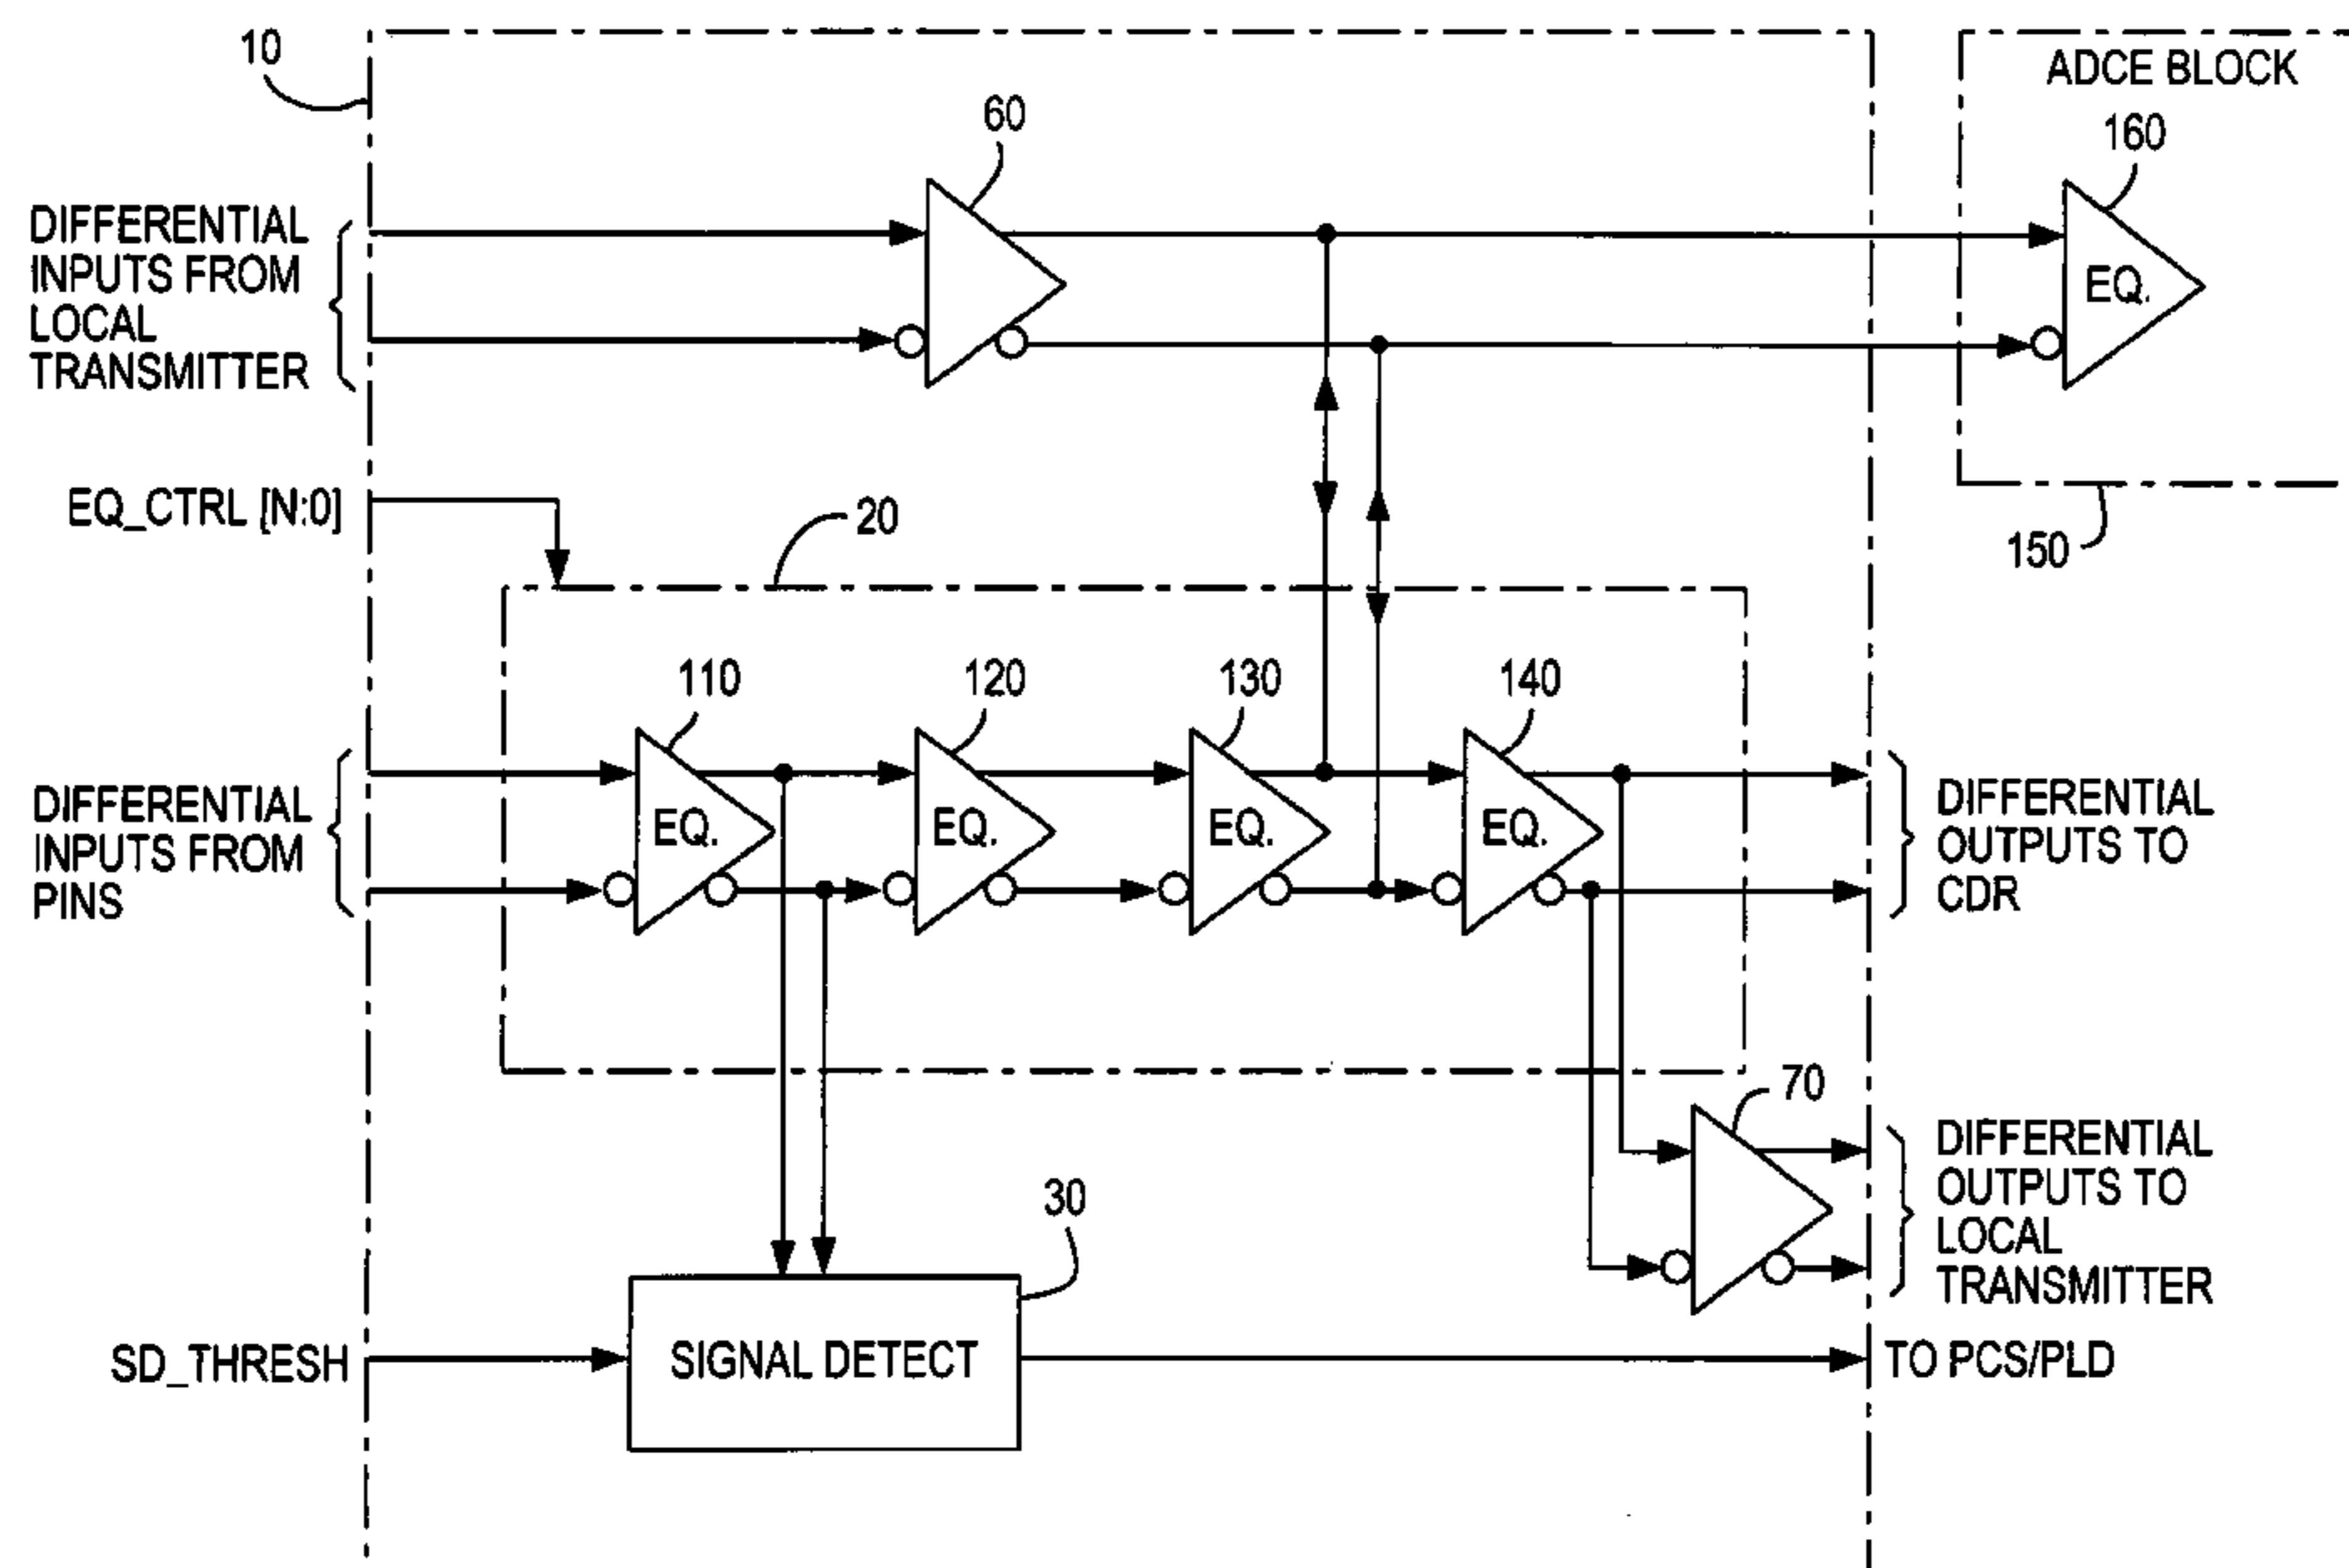 10
ADCE BLOCK
60
160
DIFFERENTIAL
INPUTS FROM
LOCAL
TRANSMITTER
EQ.
EQ_CTRL [N:0]
20
150
110
120
130
140
DIFFERENTIAL
INPUTS FROM
PINS
EQ.
EQ.
EQ.
EQ.
DIFFERENTIAL
OUTPUTS TO
CDR
70
30
DIFFERENTIAL
OUTPUTS TO
LOCAL
TRANSMITTER
SD_THRESH
SIGNAL DETECT
TO PCS/PLD